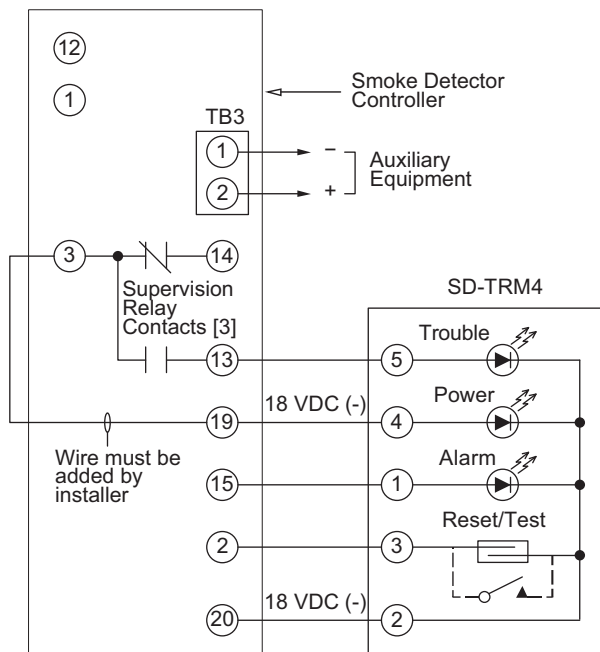 12
1
Smoke Detector
Controller
TB3
1
−
2
+
Auxiliary
Equipment
3
14
Supervision
Relay
Contacts [3]
SD-TRM4
13
5
Trouble
19
18 VDC (-)
4
Power
Wire must be
added by
installer
15
1
Alarm
2
3
Reset/Test
20
18 VDC (-)
2